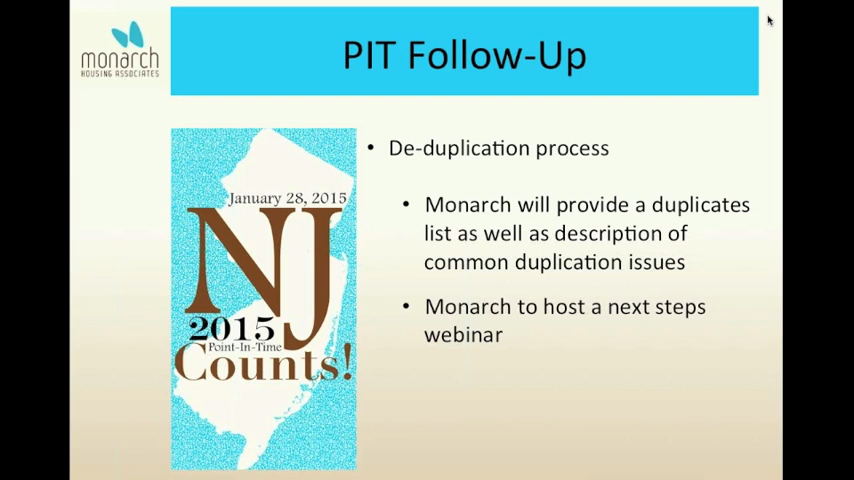 monarch
HOUSING ASSOCIATES
PIT Follow-Up
January 28, 2015
NJ
2015
Point-In-Time
Counts!
• De-duplication process
• Monarch will provide a duplicates
list as well as description of
common duplication issues
• Monarch to host a next steps
webinar